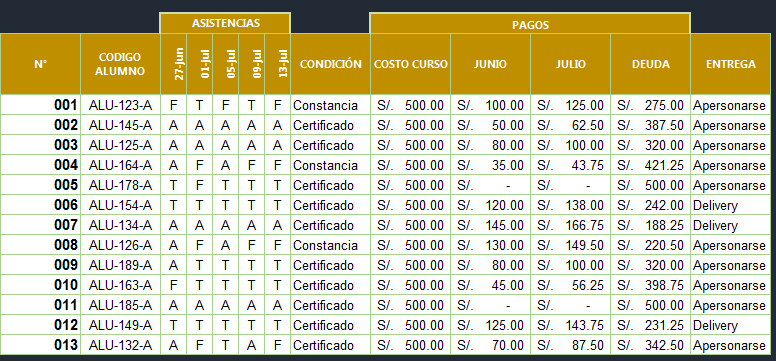 ASISTENCIAS PAGOS
N° CODIGO ALUMNO 27-jun 01-jul 05-jul 09-jul 13-jul CONDICIÓN COSTO CURSO JUNIO JULIO DEUDA ENTREGA
001 ALU-123-A F T F T F Constancia S/. 500.00 S/. 100.00 S/. 125.00 S/. 275.00 Apersonarse
002 ALU-145-A A A A A A Certificado S/. 500.00 S/. 50.00 S/. 62.50 S/. 387.50 Apersonarse
003 ALU-125-A A A A A A Certificado S/. 500.00 S/. 80.00 S/. 100.00 S/. 320.00 Apersonarse
004 ALU-164-A A F A F F Constancia S/. 500.00 S/. 35.00 S/. 43.75 S/. 421.25 Apersonarse
005 ALU-178-A T F T T T Certificado S/. 500.00 S/. - S/. - S/. 500.00 Apersonarse
006 ALU-154-A T T T T T Certificado S/. 500.00 S/. 120.00 S/. 138.00 S/. 242.00 Delivery
007 ALU-134-A A A A A A Certificado S/. 500.00 S/. 145.00 S/. 166.75 S/. 188.25 Delivery
008 ALU-126-A A F A F F Constancia S/. 500.00 S/. 130.00 S/. 149.50 S/. 220.50 Apersonarse
009 ALU-189-A A T T T T Certificado S/. 500.00 S/. 80.00 S/. 100.00 S/. 320.00 Apersonarse
010 ALU-163-A F T T T T Certificado S/. 500.00 S/. 45.00 S/. 56.25 S/. 398.75 Apersonarse
011 ALU-185-A A A A A A Certificado S/. 500.00 S/. - S/. - S/. 500.00 Apersonarse
012 ALU-149-A T T T T T Certificado S/. 500.00 S/. 125.00 S/. 143.75 S/. 231.25 Delivery
013 ALU-132-A A F T A F Certificado S/. 500.00 S/. 70.00 S/. 87.50 S/. 342.50 Apersonarse